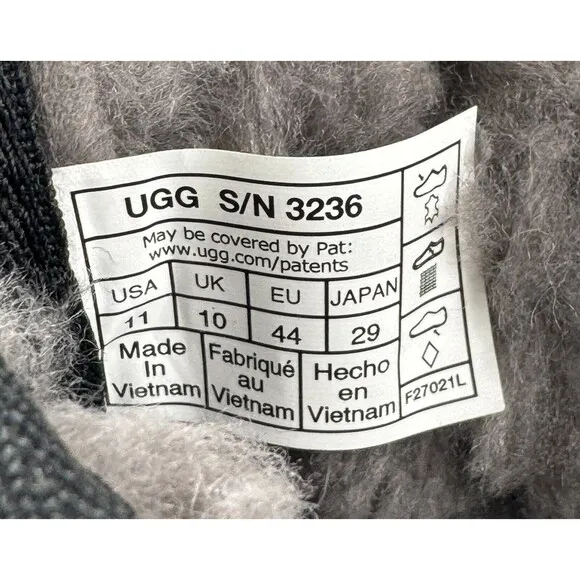 UGG S/N 3236
May be covered by Pat:
www.ugg.com/patents
USA UK EU JAPAN
11 10 44 29
Made In Vietnam
Fabriqué au Vietnam
Hecho en Vietnam
F27021L